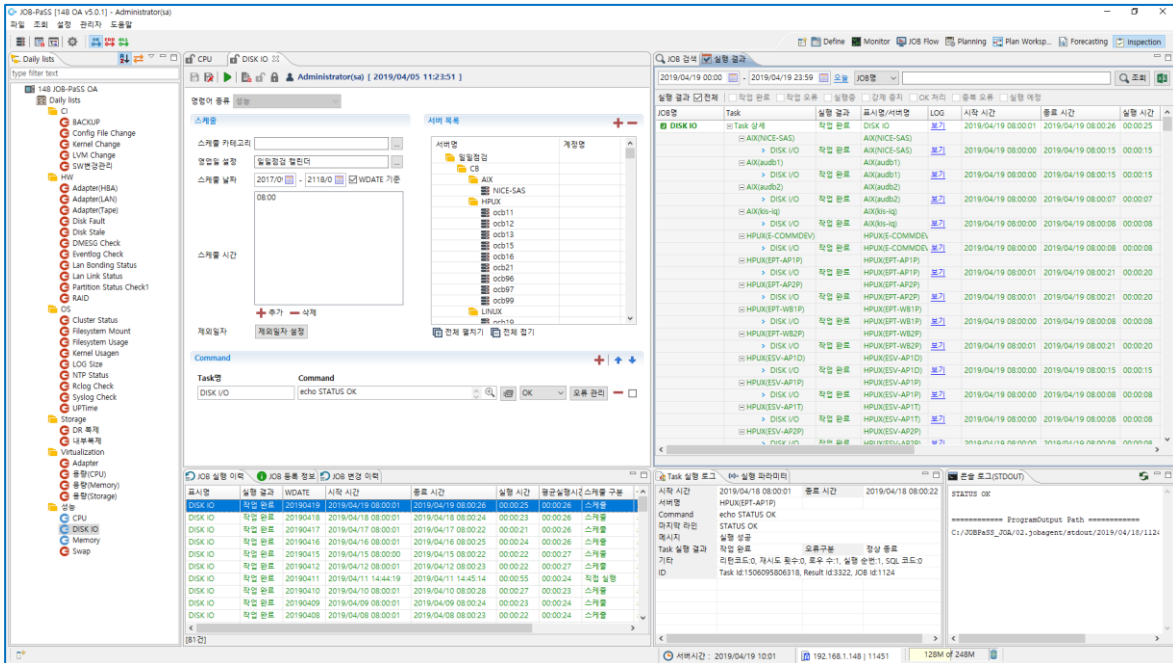 JOB-PaSS [148 OA v5.0.1] - Administrator(sa)
파일 조회 설정 관리자 도움말
Define Monitor JOB Flow Planning Plan Worksp... Forecasting Inspection
Daily lists
type filter text
148 JOB-PaSS OA
Daily lists
CI
BACKUP
Config File Change
Kernel Change
LVM Change
SW변경관리
HW
Adapter(HBA)
Adapter(LAN)
Adapter(Tape)
Disk Fault
Disk Stale
DMESG Check
Eventlog Check
Lan Bonding Status
Lan Link Status
Partition Status Check1
RAID
OS
Cluster Status
Filesystem Mount
Filesystem Usage
Kernel Usagen
LOG Size
NTP Status
Rclog Check
Syslog Check
UPTime
Storage
DR 복제
내부복제
Virtualization
Adapter
용량(CPU)
용량(Memory)
용량(Storage)
성능
CPU
DISK IO
Memory
Swap
CPU DISK IO
Administrator(sa) [ 2019/04/05 11:23:51 ]
명령어 종류 성능
스케줄
스케줄 카테고리
영업일 설정 일일점검 캘린더
스케줄 날짜 2017/0 - 2118/0 WDATE 기준
08:00
스케줄 시간
추가 삭제
제외일자 제외일자 설정
서버 목록
서버명 계정명
일일점검
CB
AIX
NICE-SAS
HPUX
ocb11
ocb12
ocb13
ocb15
ocb16
ocb21
ocb96
ocb97
ocb99
LINUX
전체 펼치기 전체 접기
Command
Task명 Command
DISK I/O echo STATUS OK OK 오류 관리
JOB 검색 실행 결과
2019/04/19 00:00 - 2019/04/19 23:59 오늘 JOB명 조회
실행 결과 전체 작업 완료 작업 오류 실행중 강제 중지 OK 처리 중복 오류 실행 예정
JOB명 Task 실행 결과 표시명/서버명 LOG 시작 시간 종료 시간 실행 시간
DISK IO Task 상세 작업 완료 DISK IO 보기 2019/04/19 08:00:01 2019/04/19 08:00:26 00:00:25
AIX(NICE-SAS) AIX(NICE-SAS)
DISK I/O 작업 완료 AIX(NICE-SAS) 보기 2019/04/19 08:00:00 2019/04/19 08:00:15 00:00:15
AIX(audb1) AIX(audb1)
DISK I/O 작업 완료 AIX(audb1) 보기 2019/04/19 08:00:00 2019/04/19 08:00:15 00:00:15
AIX(audb2) AIX(audb2)
DISK I/O 작업 완료 AIX(audb2) 보기 2019/04/19 08:00:00 2019/04/19 08:00:07 00:00:07
AIX(kis-iq) AIX(kis-iq)
DISK I/O 작업 완료 AIX(kis-iq) 보기 2019/04/19 08:00:00 2019/04/19 08:00:08 00:00:08
HPUX(E-COMMDEV) HPUX(E-COMMDEV
DISK I/O 작업 완료 HPUX(E-COMMDEV 보기 2019/04/19 08:00:00 2019/04/19 08:00:08 00:00:08
HPUX(EPT-AP1P) HPUX(EPT-AP1P)
DISK I/O 작업 완료 HPUX(EPT-AP1P) 보기 2019/04/19 08:00:01 2019/04/19 08:00:21 00:00:20
HPUX(EPT-AP2P) HPUX(EPT-AP2P)
DISK I/O 작업 완료 HPUX(EPT-AP2P) 보기 2019/04/19 08:00:01 2019/04/19 08:00:21 00:00:20
HPUX(EPT-WB1P) HPUX(EPT-WB1P)
DISK I/O 작업 완료 HPUX(EPT-WB1P) 보기 2019/04/19 08:00:00 2019/04/19 08:00:08 00:00:08
HPUX(EPT-WB2P) HPUX(EPT-WB2P)
DISK I/O 작업 완료 HPUX(EPT-WB2P) 보기 2019/04/19 08:00:01 2019/04/19 08:00:21 00:00:20
HPUX(ESV-AP1D) HPUX(ESV-AP1D)
DISK I/O 작업 완료 HPUX(ESV-AP1D) 보기 2019/04/19 08:00:00 2019/04/19 08:00:15 00:00:15
HPUX(ESV-AP1P) HPUX(ESV-AP1P)
DISK I/O 작업 완료 HPUX(ESV-AP1P) 보기 2019/04/19 08:00:00 2019/04/19 08:00:08 00:00:08
HPUX(ESV-AP1T) HPUX(ESV-AP1T)
DISK I/O 작업 완료 HPUX(ESV-AP1T) 보기 2019/04/19 08:00:00 2019/04/19 08:00:08 00:00:08
HPUX(ESV-AP2P) HPUX(ESV-AP2P)
JOB 실행 이력 JOB 등록 정보 JOB 변경 이력
표시명 실행 결과 WDATE 시작 시간 종료 시간 실행 시간 평균실행시간 스케줄 구분
DISK IO 작업 완료 20190419 2019/04/19 08:00:01 2019/04/19 08:00:26 00:00:25 00:00:26 스케줄
DISK IO 작업 완료 20190418 2019/04/18 08:00:01 2019/04/18 08:00:24 00:00:23 00:00:26 스케줄
DISK IO 작업 완료 20190417 2019/04/17 08:00:01 2019/04/17 08:00:22 00:00:21 00:00:26 스케줄
DISK IO 작업 완료 20190416 2019/04/16 08:00:01 2019/04/16 08:00:25 00:00:24 00:00:26 스케줄
DISK IO 작업 완료 20190415 2019/04/15 08:00:00 2019/04/15 08:00:22 00:00:22 00:00:27 스케줄
DISK IO 작업 완료 20190412 2019/04/12 08:00:01 2019/04/12 08:00:23 00:00:22 00:00:27 스케줄
DISK IO 작업 완료 20190411 2019/04/11 14:44:19 2019/04/11 14:45:14 00:00:55 00:00:24 직접 실행
DISK IO 작업 완료 20190410 2019/04/10 08:00:01 2019/04/10 08:00:28 00:00:27 00:00:23 스케줄
DISK IO 작업 완료 20190409 2019/04/09 08:00:01 2019/04/09 08:00:24 00:00:23 00:00:24 스케줄
DISK IO 작업 완료 20190408 2019/04/08 08:00:01 2019/04/08 08:00:23 00:00:22 00:00:24 스케줄
[81건]
Task 실행 로그 실행 파라미터
시작 시간 2019/04/18 08:00:01 종료 시간 2019/04/18 08:00:22
서버명 HPUX(EPT-AP1P)
Command echo STATUS OK
마지막 라인 STATUS OK
메시지 실행 성공
Task 실행 결과 작업 완료 오류구분 정상 종료
기타 리턴코드:0, 재시도 횟수:0, 로우 수:1, 실행 순번:1, SQL 코드:0
ID Task Id:1506095806318, Result Id:3322, JOB Id:1124
콘솔 로그(STDOUT)
STATUS OK
============ ProgramOutput Path ============
C:/JOBPaSS_JOA/02.jobagent/stdout/2019/04/18/1124
서버시간 : 2019/04/19 10:01 192.168.1.148 | 11451 128M of 248M